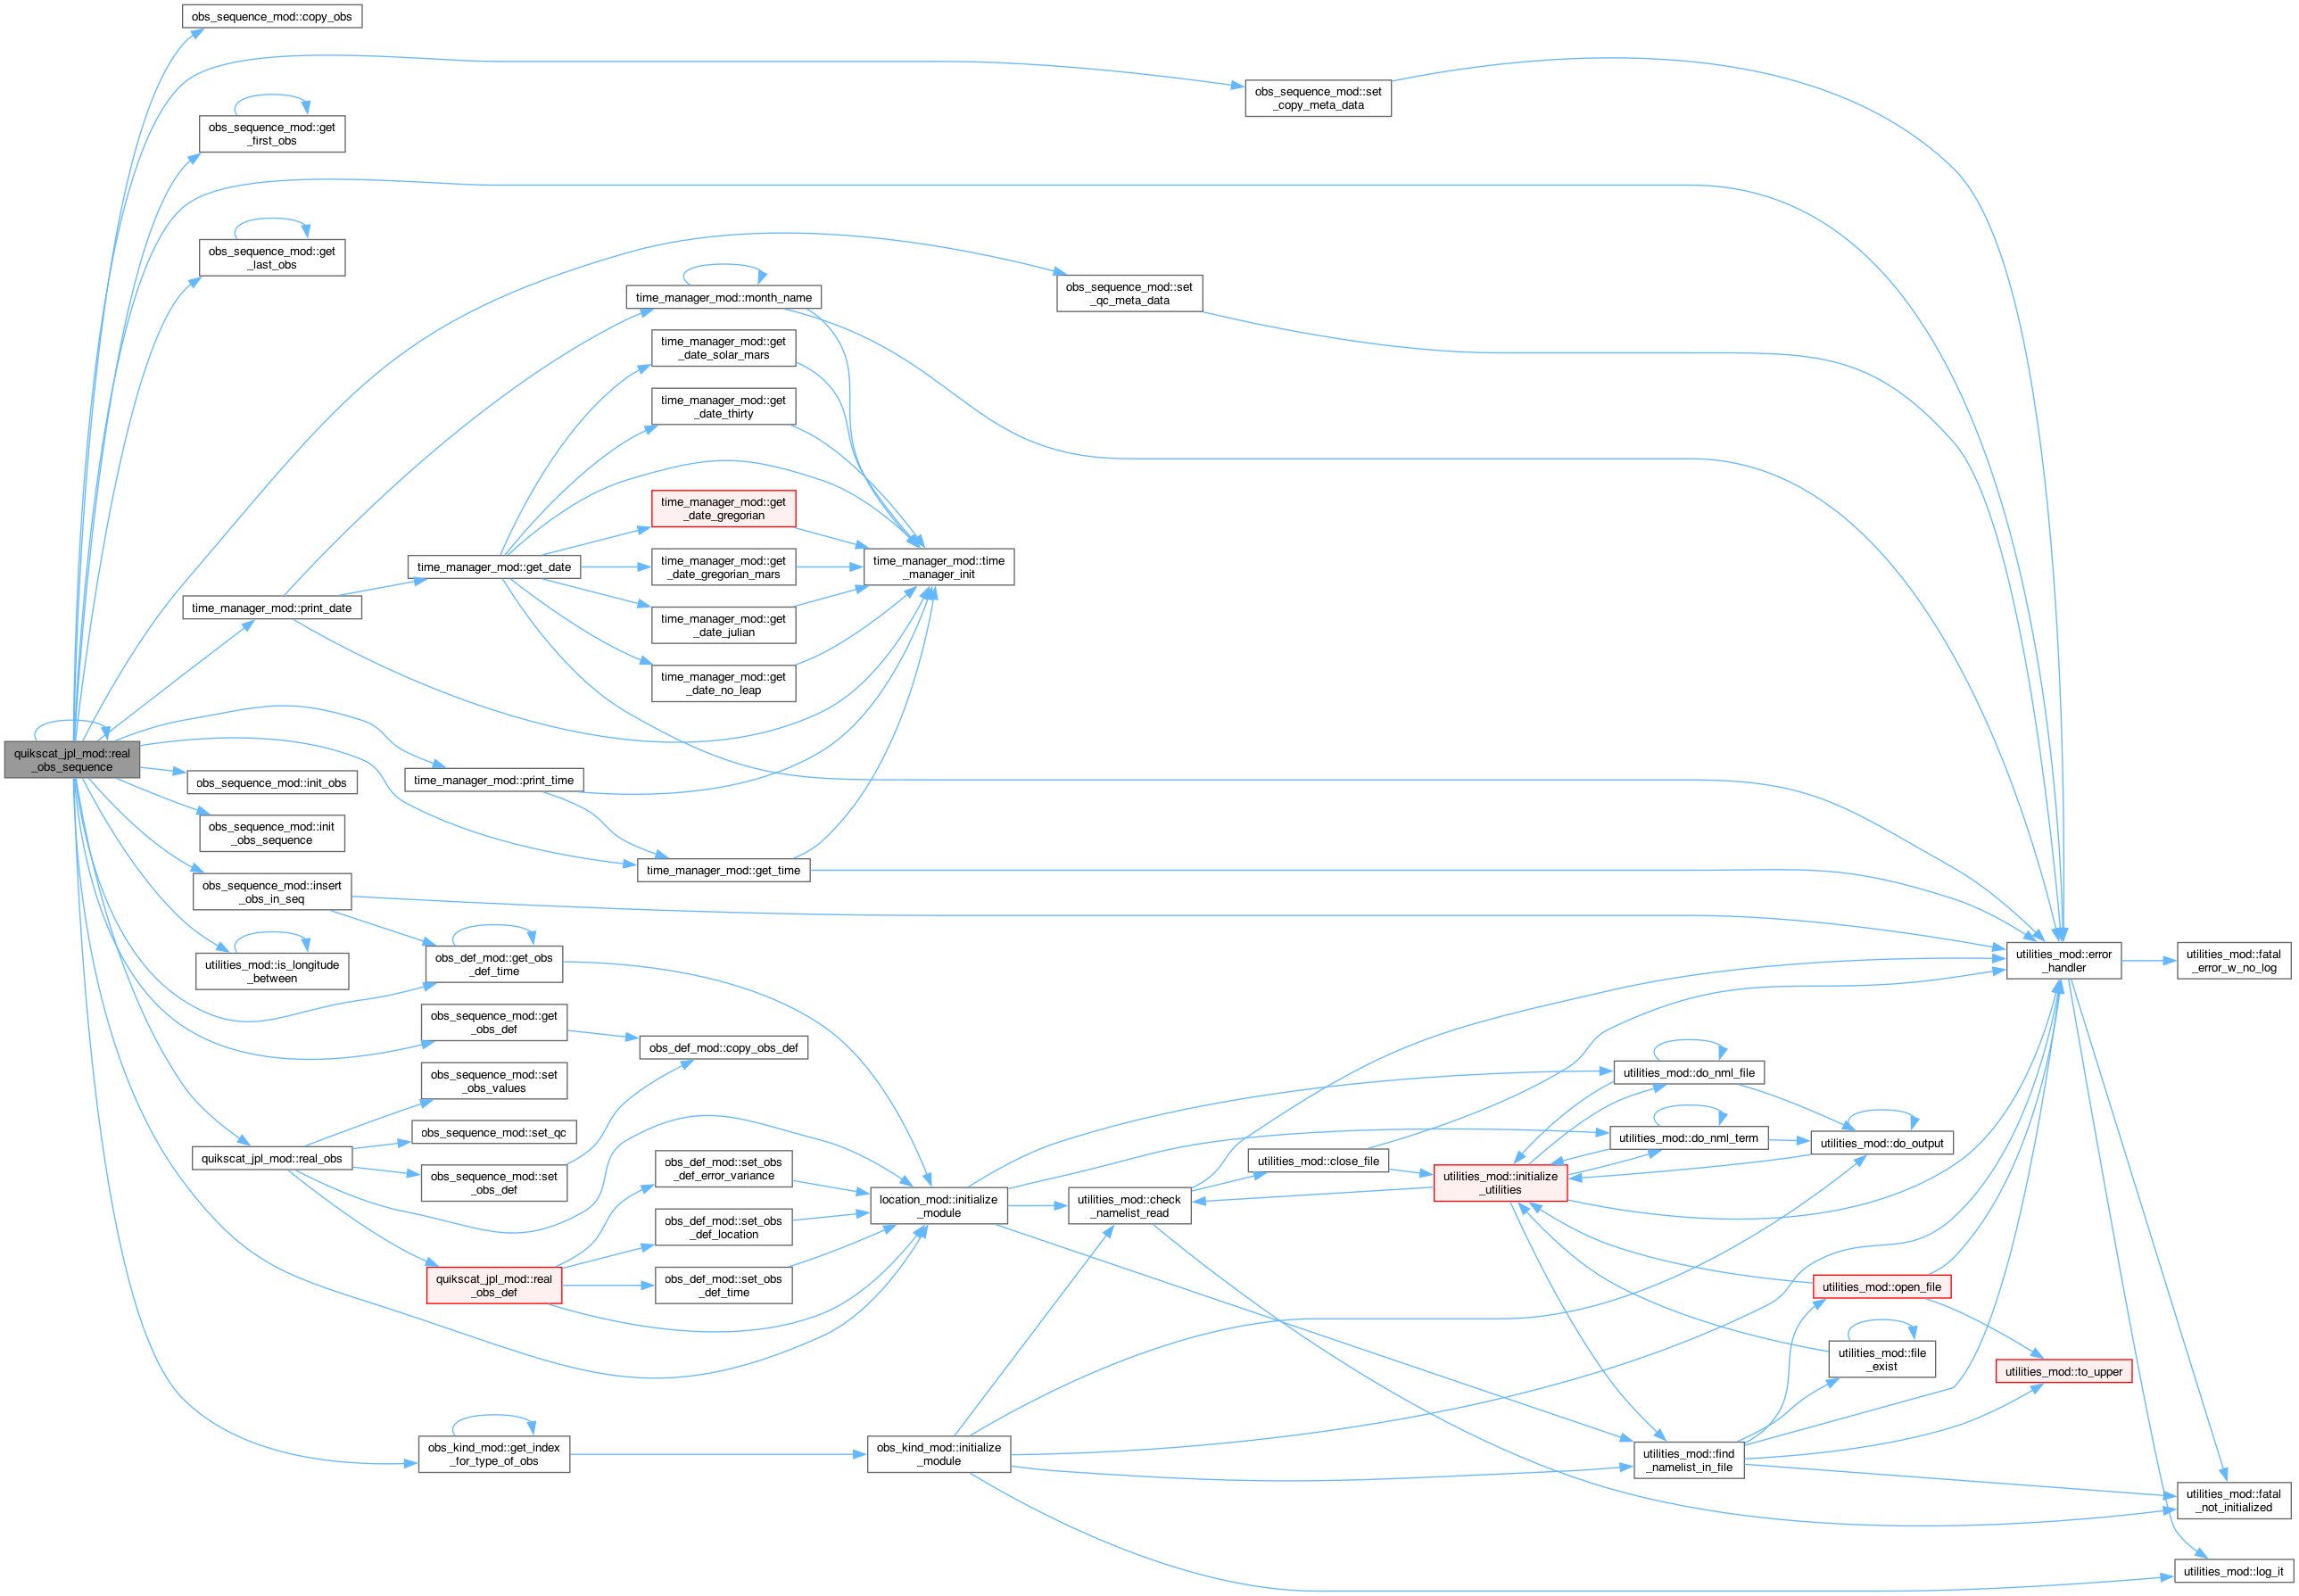 obs_sequence_mod::copy_obs
obs_sequence_mod::set
_copy_meta_data
obs_sequence_mod::get
_first_obs
obs_sequence_mod::get
_last_obs
obs_sequence_mod::set
_qc_meta_data
time_manager_mod::month_name
time_manager_mod::get
_date_solar_mars
time_manager_mod::get
_date_thirty
time_manager_mod::get
_date_gregorian
time_manager_mod::get_date
time_manager_mod::get
_date_gregorian_mars
time_manager_mod::time
_manager_init
time_manager_mod::print_date
time_manager_mod::get
_date_julian
time_manager_mod::get
_date_no_leap
quikscat_jpl_mod::real
_obs_sequence
obs_sequence_mod::init_obs
time_manager_mod::print_time
obs_sequence_mod::init
_obs_sequence
time_manager_mod::get_time
obs_sequence_mod::insert
_obs_in_seq
utilities_mod::is_longitude
_between
obs_def_mod::get_obs
_def_time
utilities_mod::error
_handler
utilities_mod::fatal
_error_w_no_log
obs_sequence_mod::get
_obs_def
obs_def_mod::copy_obs_def
obs_sequence_mod::set
_obs_values
utilities_mod::do_nml_file
obs_sequence_mod::set_qc
utilities_mod::do_nml_term
utilities_mod::do_output
quikscat_jpl_mod::real_obs
obs_sequence_mod::set
_obs_def
obs_def_mod::set_obs
_def_error_variance
utilities_mod::close_file
utilities_mod::initialize
_utilities
location_mod::initialize
_module
utilities_mod::check
_namelist_read
obs_def_mod::set_obs
_def_location
quikscat_jpl_mod::real
_obs_def
obs_def_mod::set_obs
_def_time
utilities_mod::open_file
utilities_mod::file
_exist
utilities_mod::to_upper
obs_kind_mod::get_index
_for_type_of_obs
obs_kind_mod::initialize
_module
utilities_mod::find
_namelist_in_file
utilities_mod::fatal
_not_initialized
utilities_mod::log_it